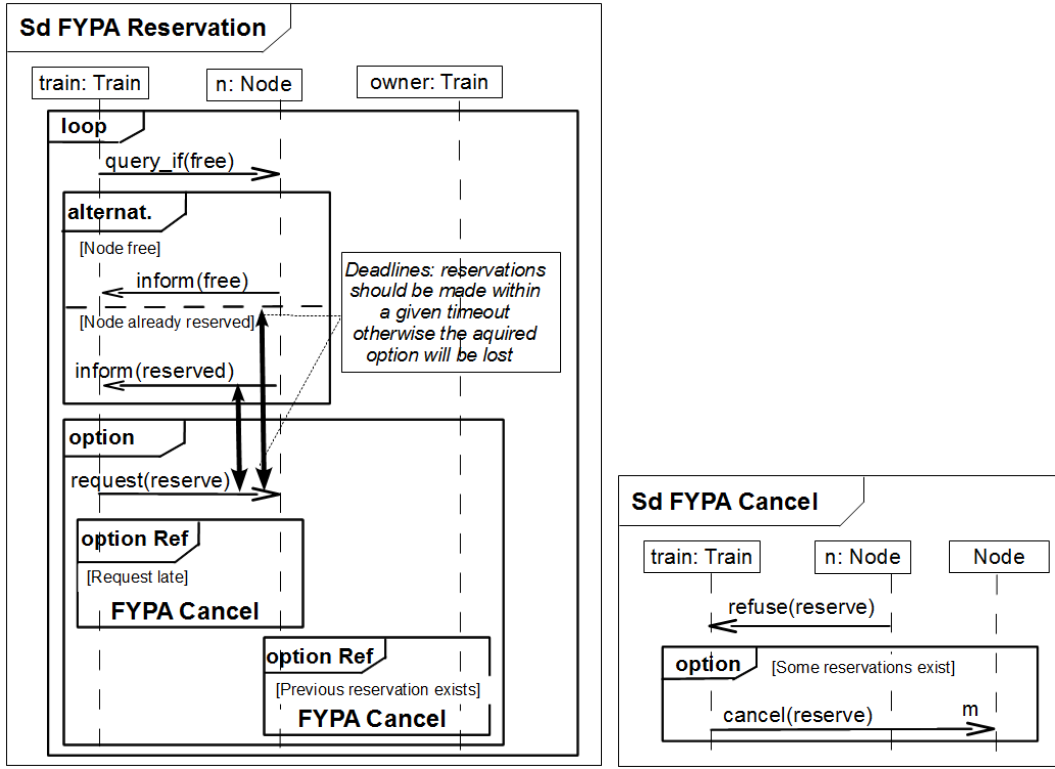 Sd FYPA Reservation
train: Train
n: Node
owner: Train
loop
query_if(free)
alternat.
[Node free]
inform(free)
Deadlines: reservations
should be made within
a given timeout
otherwise the aquired
option will be lost
[Node already reserved]
inform(reserved)
option
request(reserve)
option Ref
[Request late]
FYPA Cancel
option Ref
[Previous reservation exists]
FYPA Cancel
Sd FYPA Cancel
train: Train
n: Node
Node
refuse(reserve)
option
[Some reservations exist]
cancel(reserve)
m